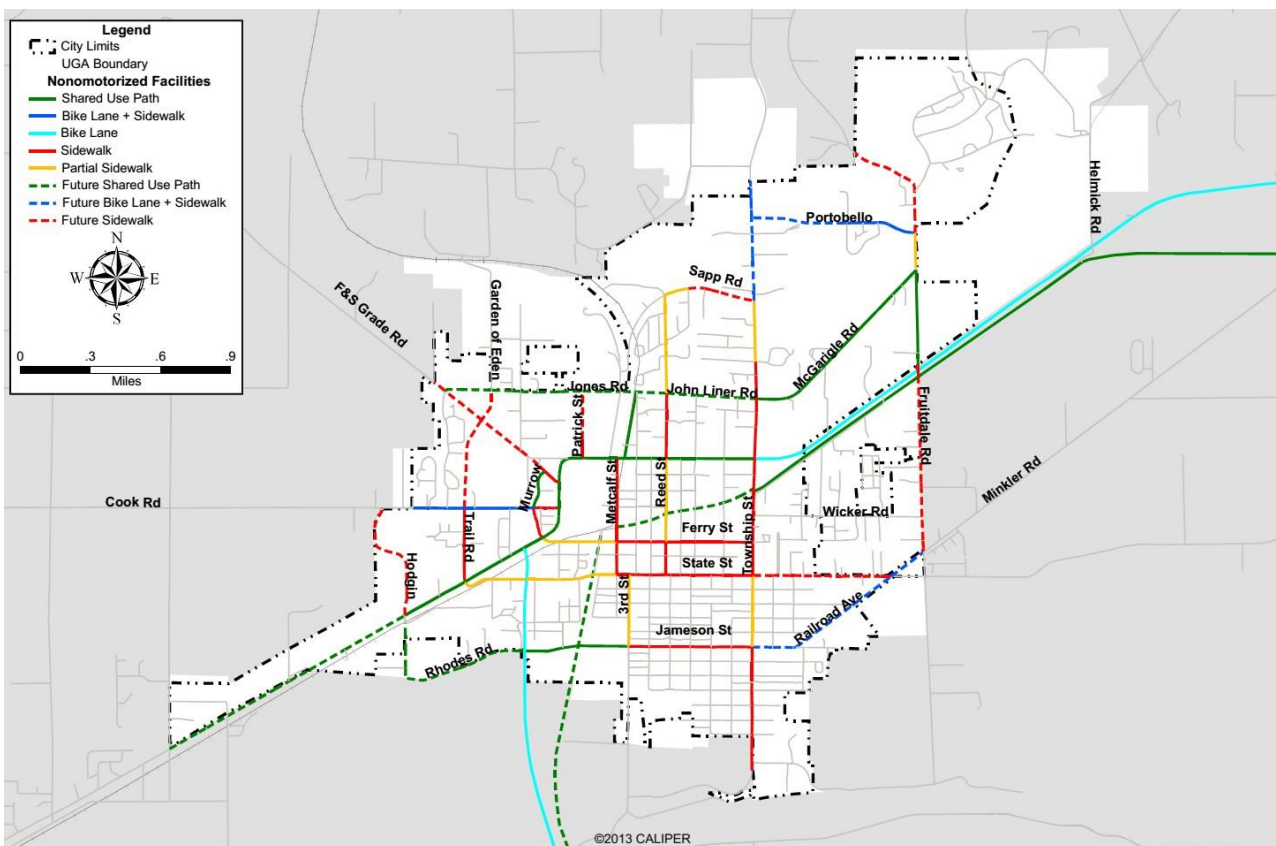 Legend
City Limits
UGA Boundary
Nonmotorized Facilities
Shared Use Path
Bike Lane + Sidewalk
Bike Lane
Sidewalk
Partial Sidewalk
Future Shared Use Path
Future Bike Lane + Sidewalk
Future Sidewalk
N
W
E
S
0 .3 .6 .9
Miles
Helmick Rd
Portobello
Sapp Rd
F&S Grade Rd
Garden of Eden
McGarigle Rd
Jones Rd
John Liner Rd
Patrick St
Fruitdale Rd
Metcalf St
Reed St
Murrow
Minkler Rd
Cook Rd
Wicker Rd
Trail Rd
Ferry St
Township St
State St
Hodgin
3rd St
Railroad Ave
Jameson St
Rhodes Rd
©2013 CALIPER